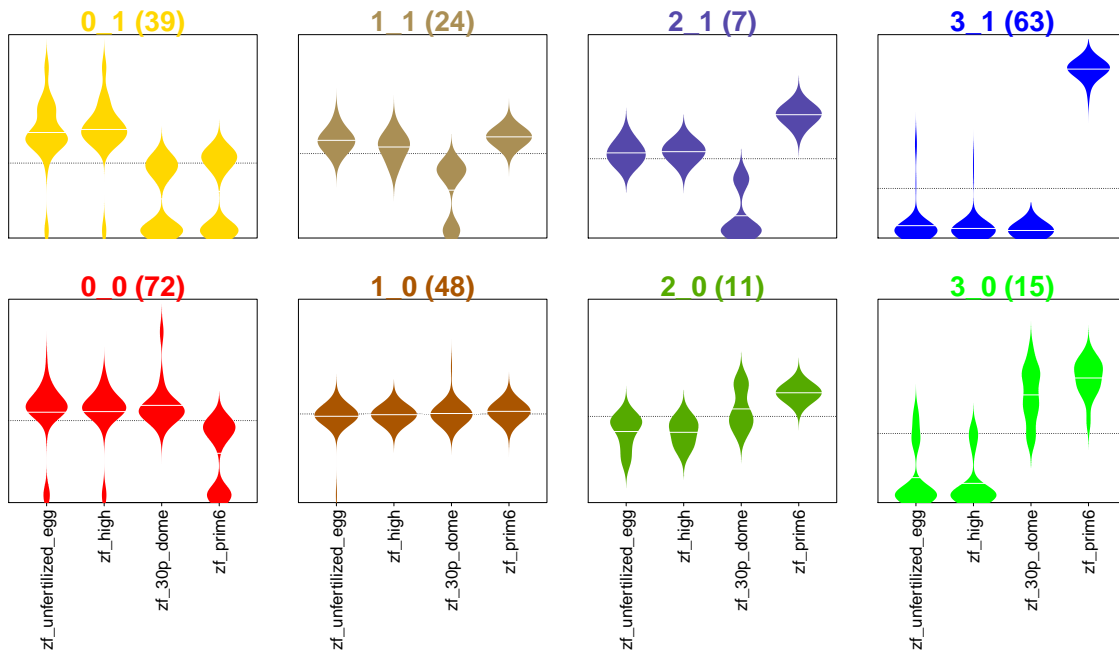 0_1 (39)
1_1 (24)
2_1 (7)
3_1 (63)
0_0 (72)
1_0 (48)
2_0 (11)
3_0 (15)
zf_unfertilized_egg
zf_high
zf_30p_dome
zf_prim6
zf_unfertilized_egg
zf_high
zf_30p_dome
zf_prim6
zf_unfertilized_egg
zf_high
zf_30p_dome
zf_prim6
zf_unfertilized_egg
zf_high
zf_30p_dome
zf_prim6